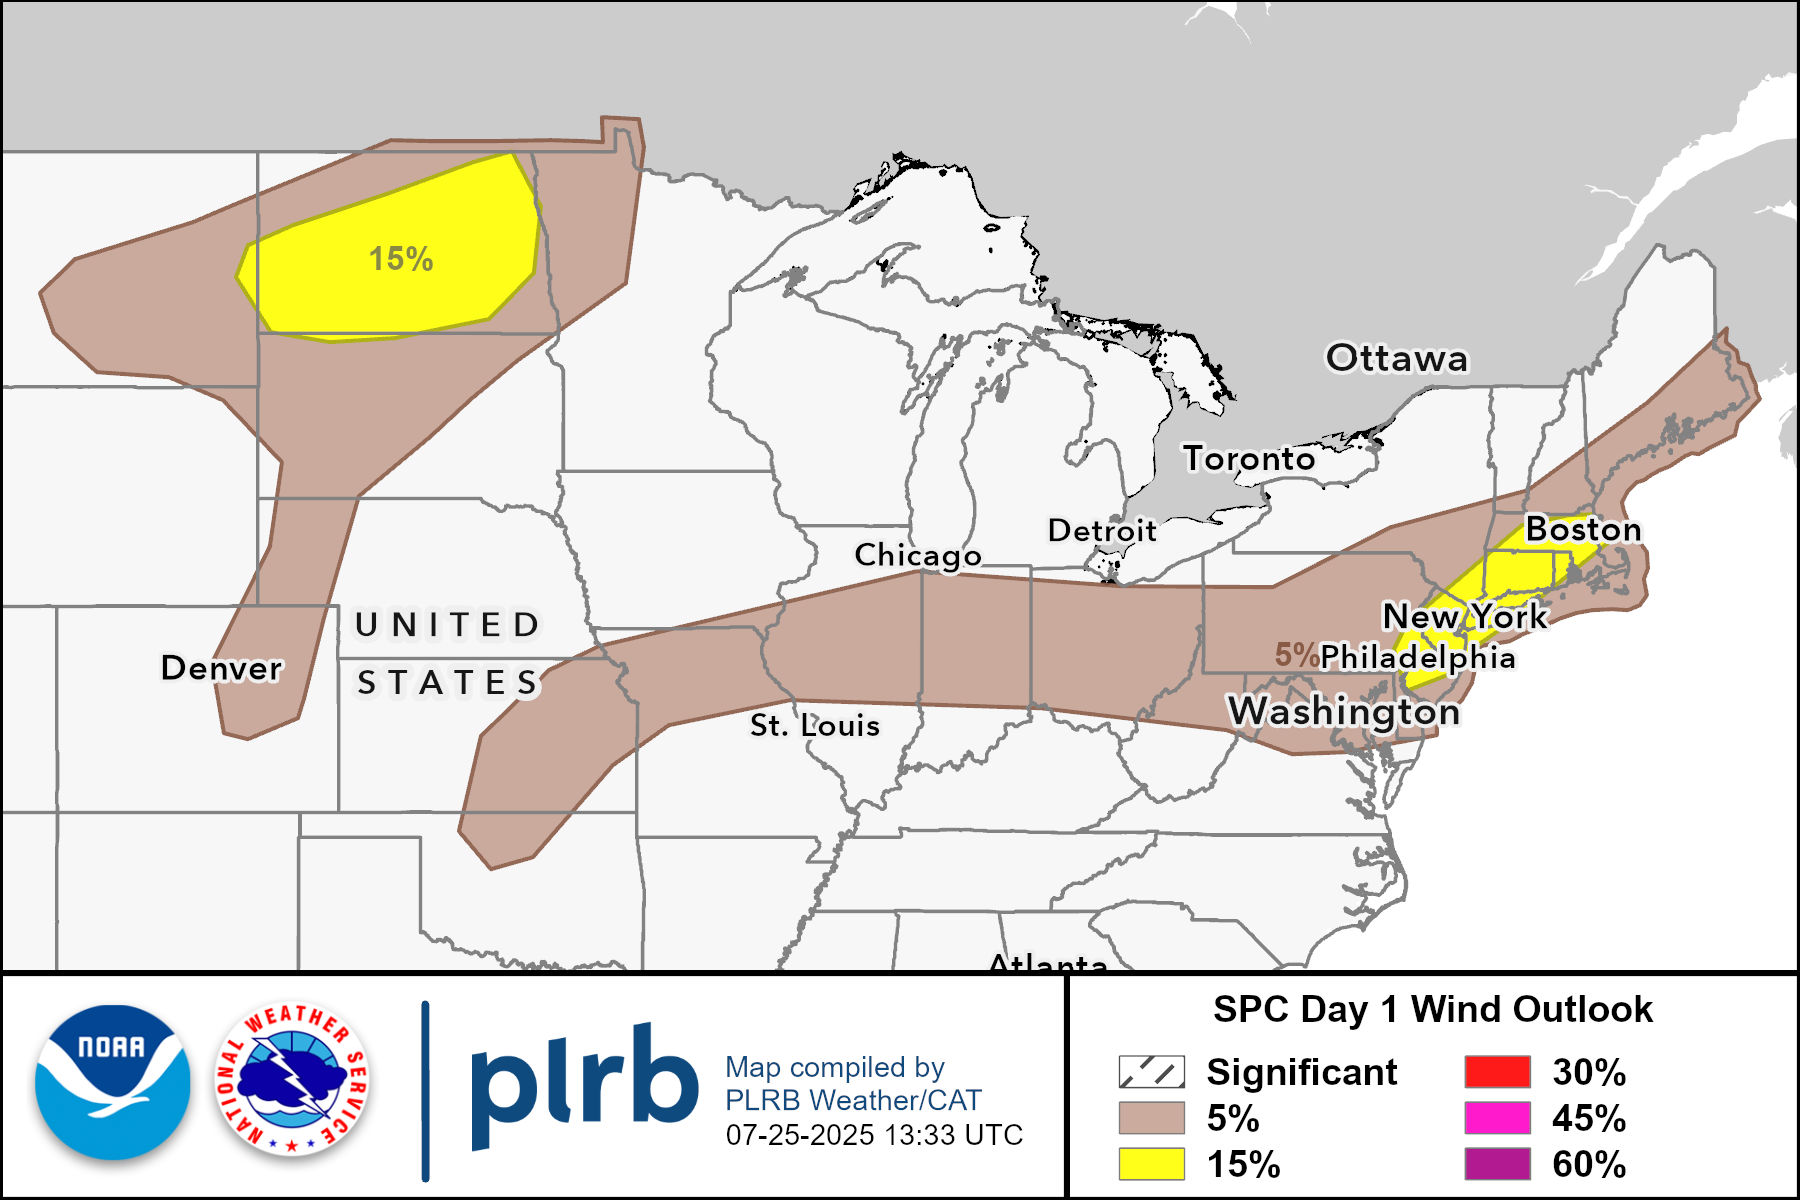 15%
Ottawa
Toronto
Boston
Detroit
Chicago
New York
UNITED
5%
Philadelphia
Denver
STATES
Washington
St. Louis
Atlanta
NOAA
NATIONAL WEATHER SERVICE
plrb
Map compiled by
PLRB Weather/CAT
07-25-2025 13:33 UTC
SPC Day 1 Wind Outlook
Significant
5%
15%
30%
45%
60%